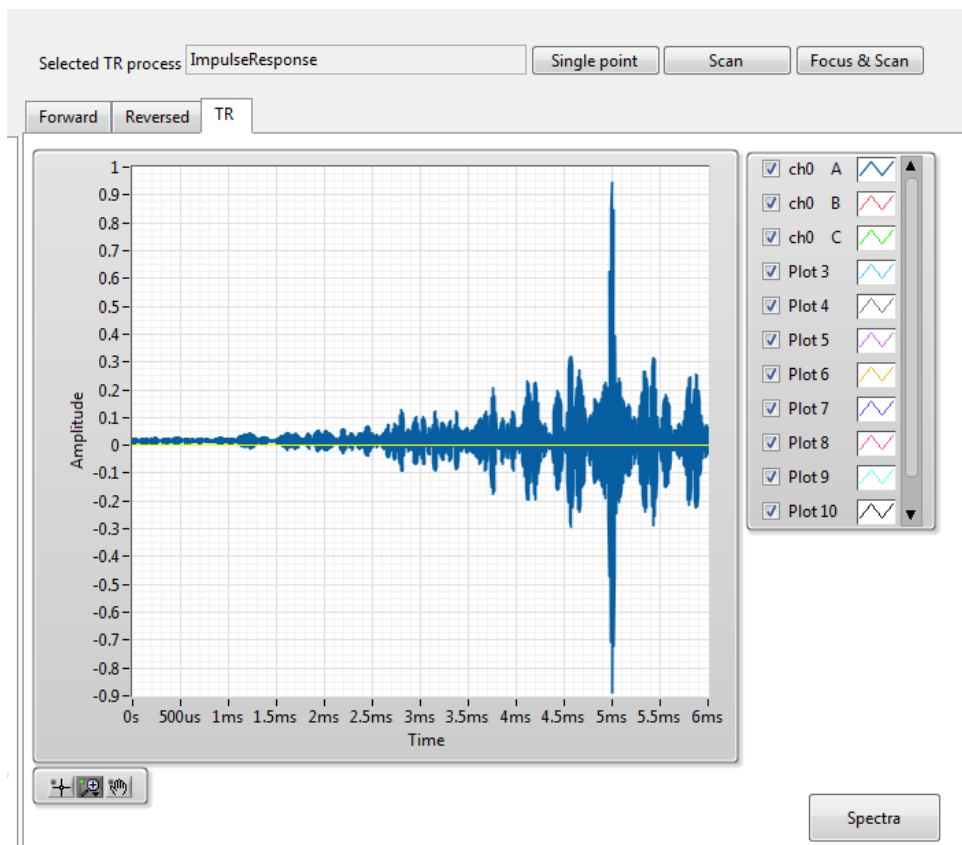 Selected TR process ImpulseResponse Single point Scan Focus & Scan
Forward Reversed TR
1
0.9
0.8
0.7
0.6
0.5
0.4
0.3
0.2
0.1
0
-0.1
-0.2
-0.3
-0.4
-0.5
-0.6
-0.7
-0.8
-0.9
Amplitude
0s 500us 1ms 1.5ms 2ms 2.5ms 3ms 3.5ms 4ms 4.5ms 5ms 5.5ms 6ms
Time
ch0 A
ch0 B
ch0 C
Plot 3
Plot 4
Plot 5
Plot 6
Plot 7
Plot 8
Plot 9
Plot 10
Spectra